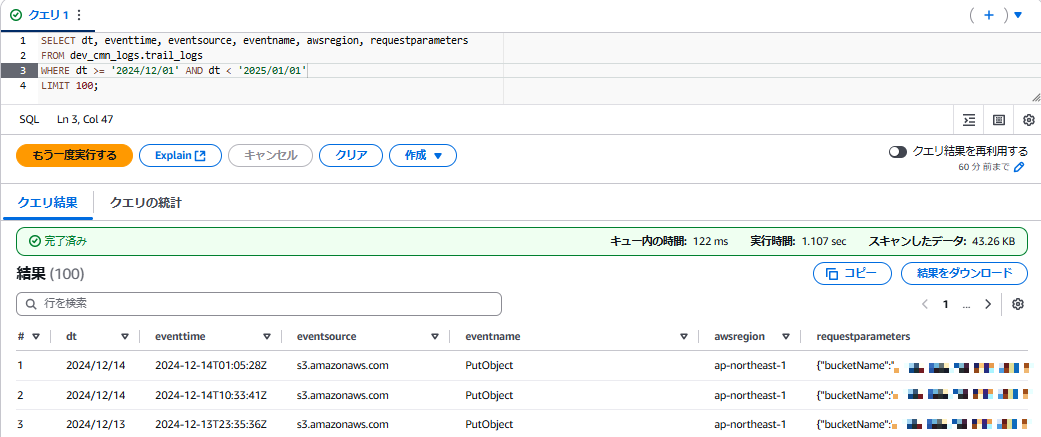 クエリ 1
1 SELECT dt, eventtime, eventsource, eventname, awsregion, requestparameters
2 FROM dev_cmn_logs.trail_logs
3 WHERE dt >= '2024/12/01' AND dt < '2025/01/01'
4 LIMIT 100;
SQL Ln 3, Col 47
もう一度実行する Explain キャンセル クリア 作成 クエリ結果を再利用する
60 分 前まで
クエリ結果 クエリの統計
完了済み キュー内の時間: 122 ms 実行時間: 1.107 sec スキャンしたデータ: 43.26 KB
結果 (100) コピー 結果をダウンロード
行を検索 1 ...
# dt eventtime eventsource eventname awsregion requestparameters
1 2024/12/14 2024-12-14T01:05:28Z s3.amazonaws.com PutObject ap-northeast-1 {"bucketName":"
2 2024/12/14 2024-12-14T10:33:41Z s3.amazonaws.com PutObject ap-northeast-1 {"bucketName":"
3 2024/12/13 2024-12-13T23:35:36Z s3.amazonaws.com PutObject ap-northeast-1 {"bucketName":"